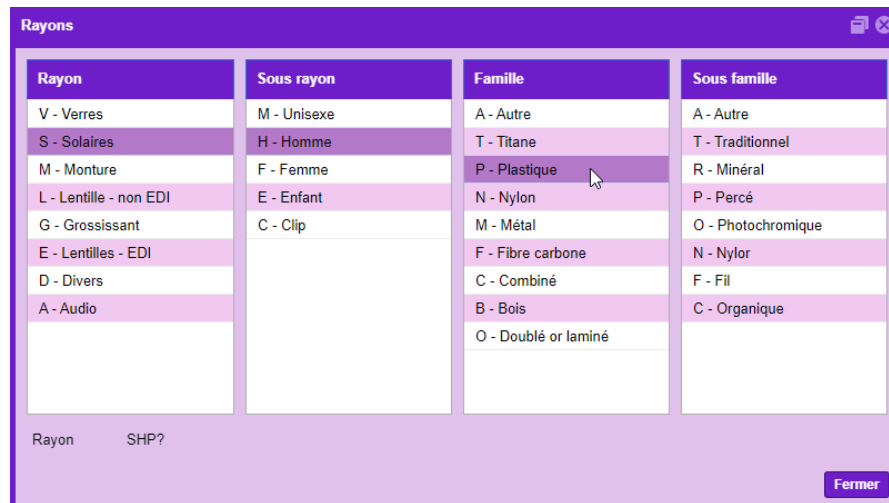 Rayons
Rayon
V - Verres
S - Solaires
M - Monture
L - Lentille - non EDI
G - Grossissant
E - Lentilles - EDI
D - Divers
A - Audio
Sous rayon
M - Unisexe
H - Homme
F - Femme
E - Enfant
C - Clip
Famille
A - Autre
T - Titane
P - Plastique
N - Nylon
M - Métal
F - Fibre carbone
C - Combiné
B - Bois
O - Doublé or laminé
Sous famille
A - Autre
T - Traditionnel
R - Minéral
P - Percé
O - Photochromique
N - Nylor
F - Fil
C - Organique
Rayon SHP?
Fermer